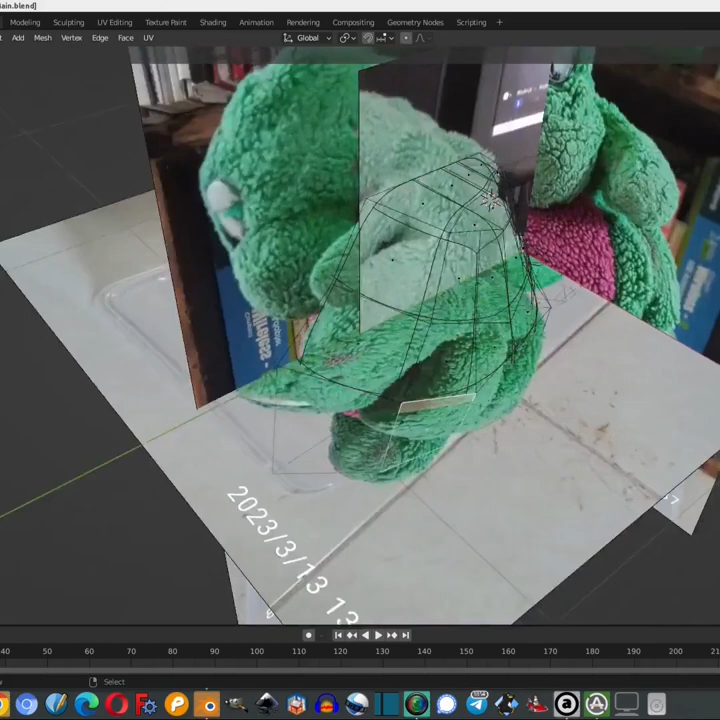 ain.blend]
Modeling Sculpting UV Editing Texture Paint Shading Animation Rendering Compositing Geometry Nodes Scripting +
Add Mesh Vertex Edge Face UV Global
2023/3/13 13
40 50 60 70 80 90 100 110 120 130 140 150 160 170 180 190 200 21
Select